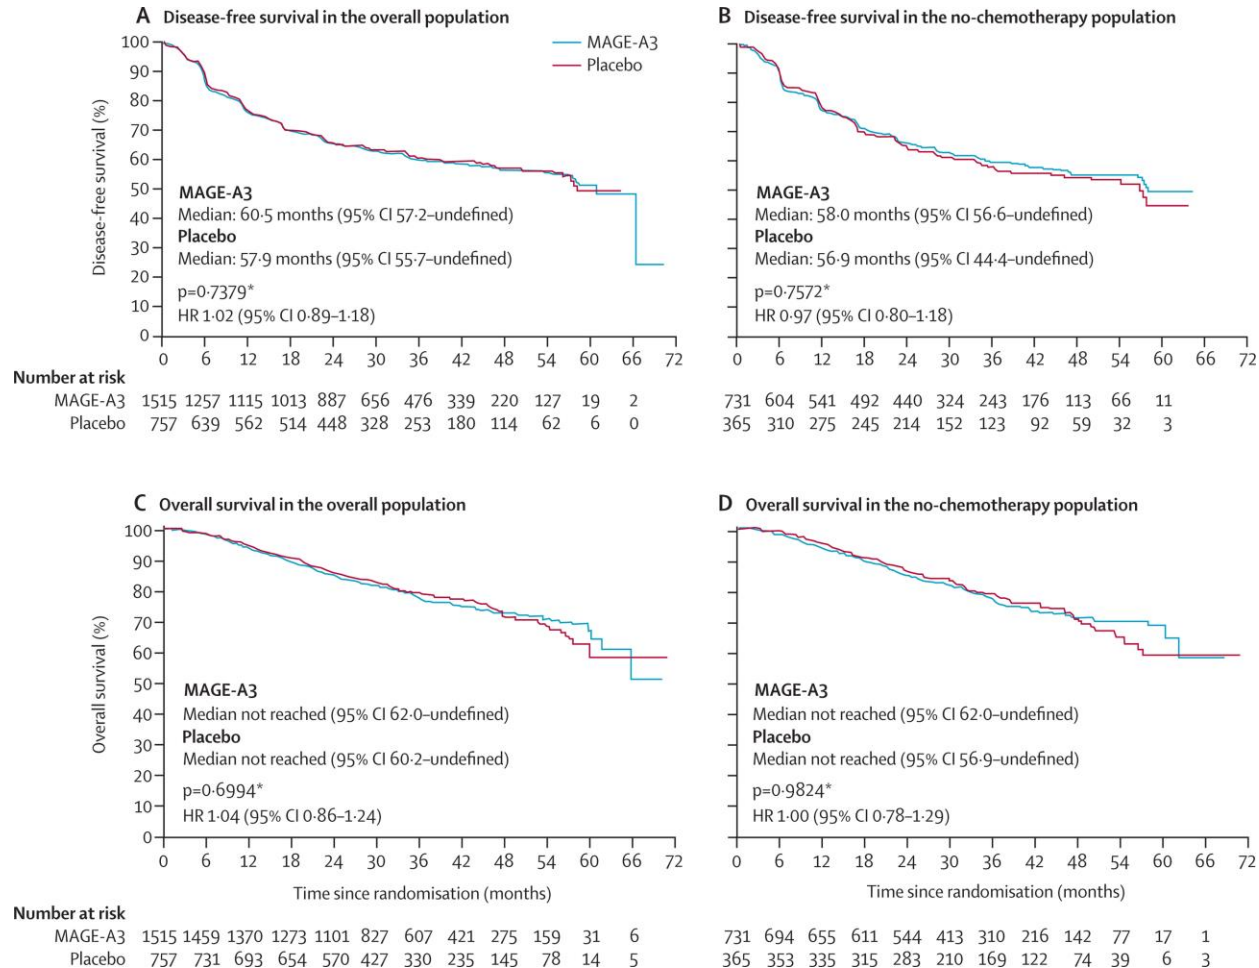 A Disease-free survival in the overall population
MAGE-A3
Placebo
100
90
80
70
60
50
40
30
20
10
0
Disease-free survival (%)
MAGE-A3
Median: 60·5 months (95% CI 57·2–undefined)
Placebo
Median: 57·9 months (95% CI 55·7–undefined)
p=0·7379*
HR 1·02 (95% CI 0·89–1·18)
0 6 12 18 24 30 36 42 48 54 60 66 72
Number at risk
MAGE-A3 1515 1257 1115 1013 887 656 476 339 220 127 19 2
Placebo 757 639 562 514 448 328 253 180 114 62 6 0
B Disease-free survival in the no-chemotherapy population
MAGE-A3
Median: 58·0 months (95% CI 56·6–undefined)
Placebo
Median: 56·9 months (95% CI 44·4–undefined)
p=0·7572*
HR 0·97 (95% CI 0·80–1·18)
0 6 12 18 24 30 36 42 48 54 60 66 72
731 604 541 492 440 324 243 176 113 66 11
365 310 275 245 214 152 123 92 59 32 3
C Overall survival in the overall population
100
90
80
70
60
50
40
30
20
10
0
Overall survival (%)
MAGE-A3
Median not reached (95% CI 62·0–undefined)
Placebo
Median not reached (95% CI 60·2–undefined)
p=0·6994*
HR 1·04 (95% CI 0·86–1·24)
0 6 12 18 24 30 36 42 48 54 60 66 72
Time since randomisation (months)
Number at risk
MAGE-A3 1515 1459 1370 1273 1101 827 607 421 275 159 31 6
Placebo 757 731 693 654 570 427 330 235 145 78 14 5
D Overall survival in the no-chemotherapy population
MAGE-A3
Median not reached (95% CI 62·0–undefined)
Placebo
Median not reached (95% CI 56·9–undefined)
p=0·9824*
HR 1·00 (95% CI 0·78–1·29)
0 6 12 18 24 30 36 42 48 54 60 66 72
Time since randomisation (months)
731 694 655 611 544 413 310 216 142 77 17 1
365 353 335 315 283 210 169 122 74 39 6 3